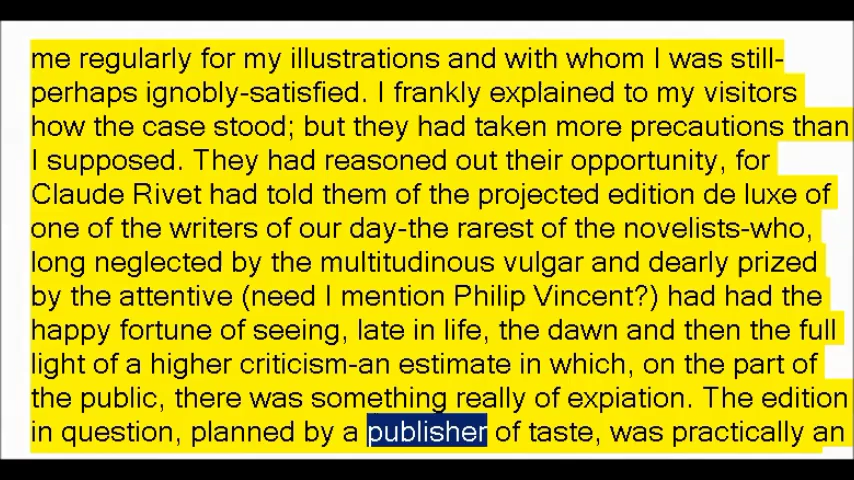 me regularly for my illustrations and with whom I was still-
perhaps ignobly-satisfied. I frankly explained to my visitors
how the case stood; but they had taken more precautions than
I supposed. They had reasoned out their opportunity, for
Claude Rivet had told them of the projected edition de luxe of
one of the writers of our day-the rarest of the novelists-who,
long neglected by the multitudinous vulgar and dearly prized
by the attentive (need I mention Philip Vincent?) had had the
happy fortune of seeing, late in life, the dawn and then the full
light of a higher criticism-an estimate in which, on the part of
the public, there was something really of expiation. The edition
in question, planned by a publisher of taste, was practically an